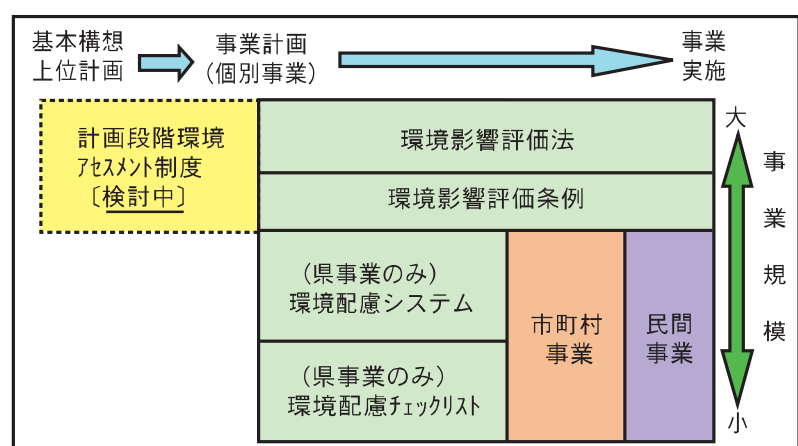 基本構想
上位計画
事業計画
（個別事業）
事業
実施
計画段階環境
ｱｾｽﾒﾝﾄ制度
〔検討中〕
環境影響評価法
環境影響評価条例
（県事業のみ）
環境配慮システム
（県事業のみ）
環境配慮ﾁｪｯｸﾘｽﾄ
市町村
事業
民間
事業
大
事業規模
小